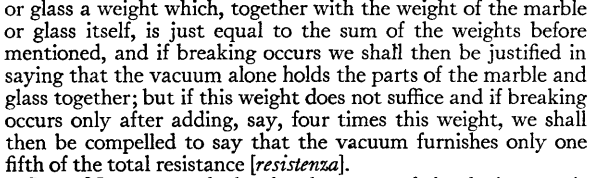 or glass a weight which, together with the weight of the marble
or glass itself, is just equal to the sum of the weights before
mentioned, and if breaking occurs we shall then be justified in
saying that the vacuum alone holds the parts of the marble and
glass together; but if this weight does not suffice and if breaking
occurs only after adding, say, four times this weight, we shall
then be compelled to say that the vacuum furnishes only one
fifth of the total resistance [resistenza].